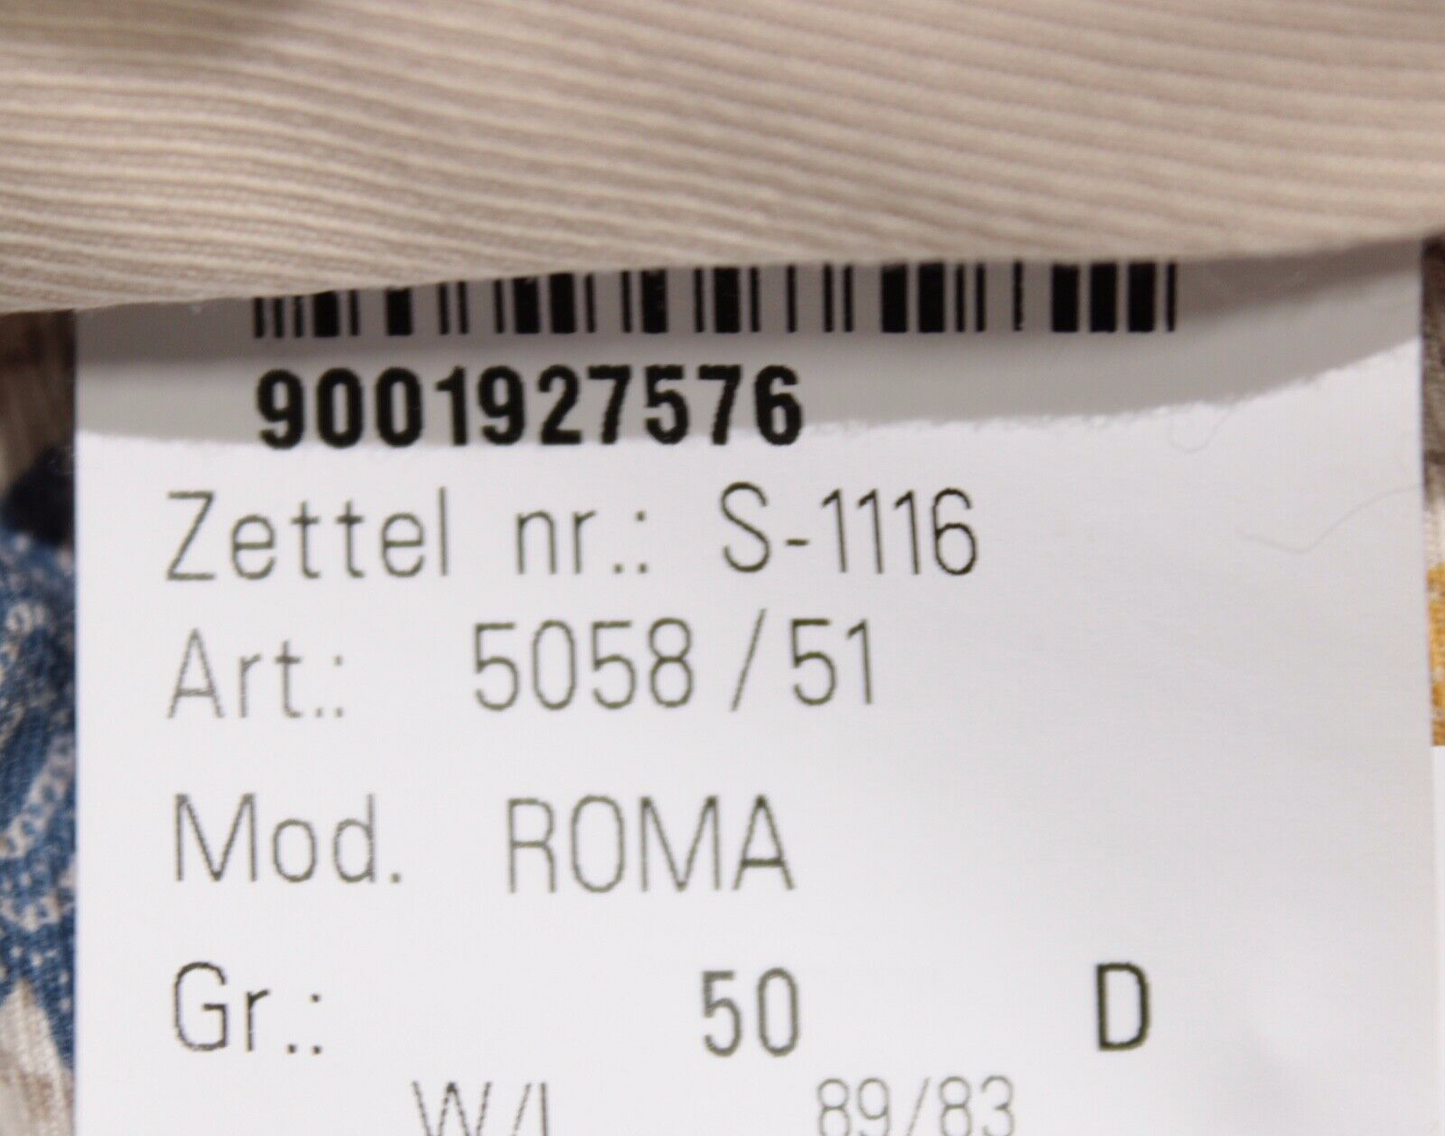 9001927576
Zettel nr.: S-1116
Art.: 5058 / 51
Mod. ROMA
Gr.: 50 D
W/L 89/83